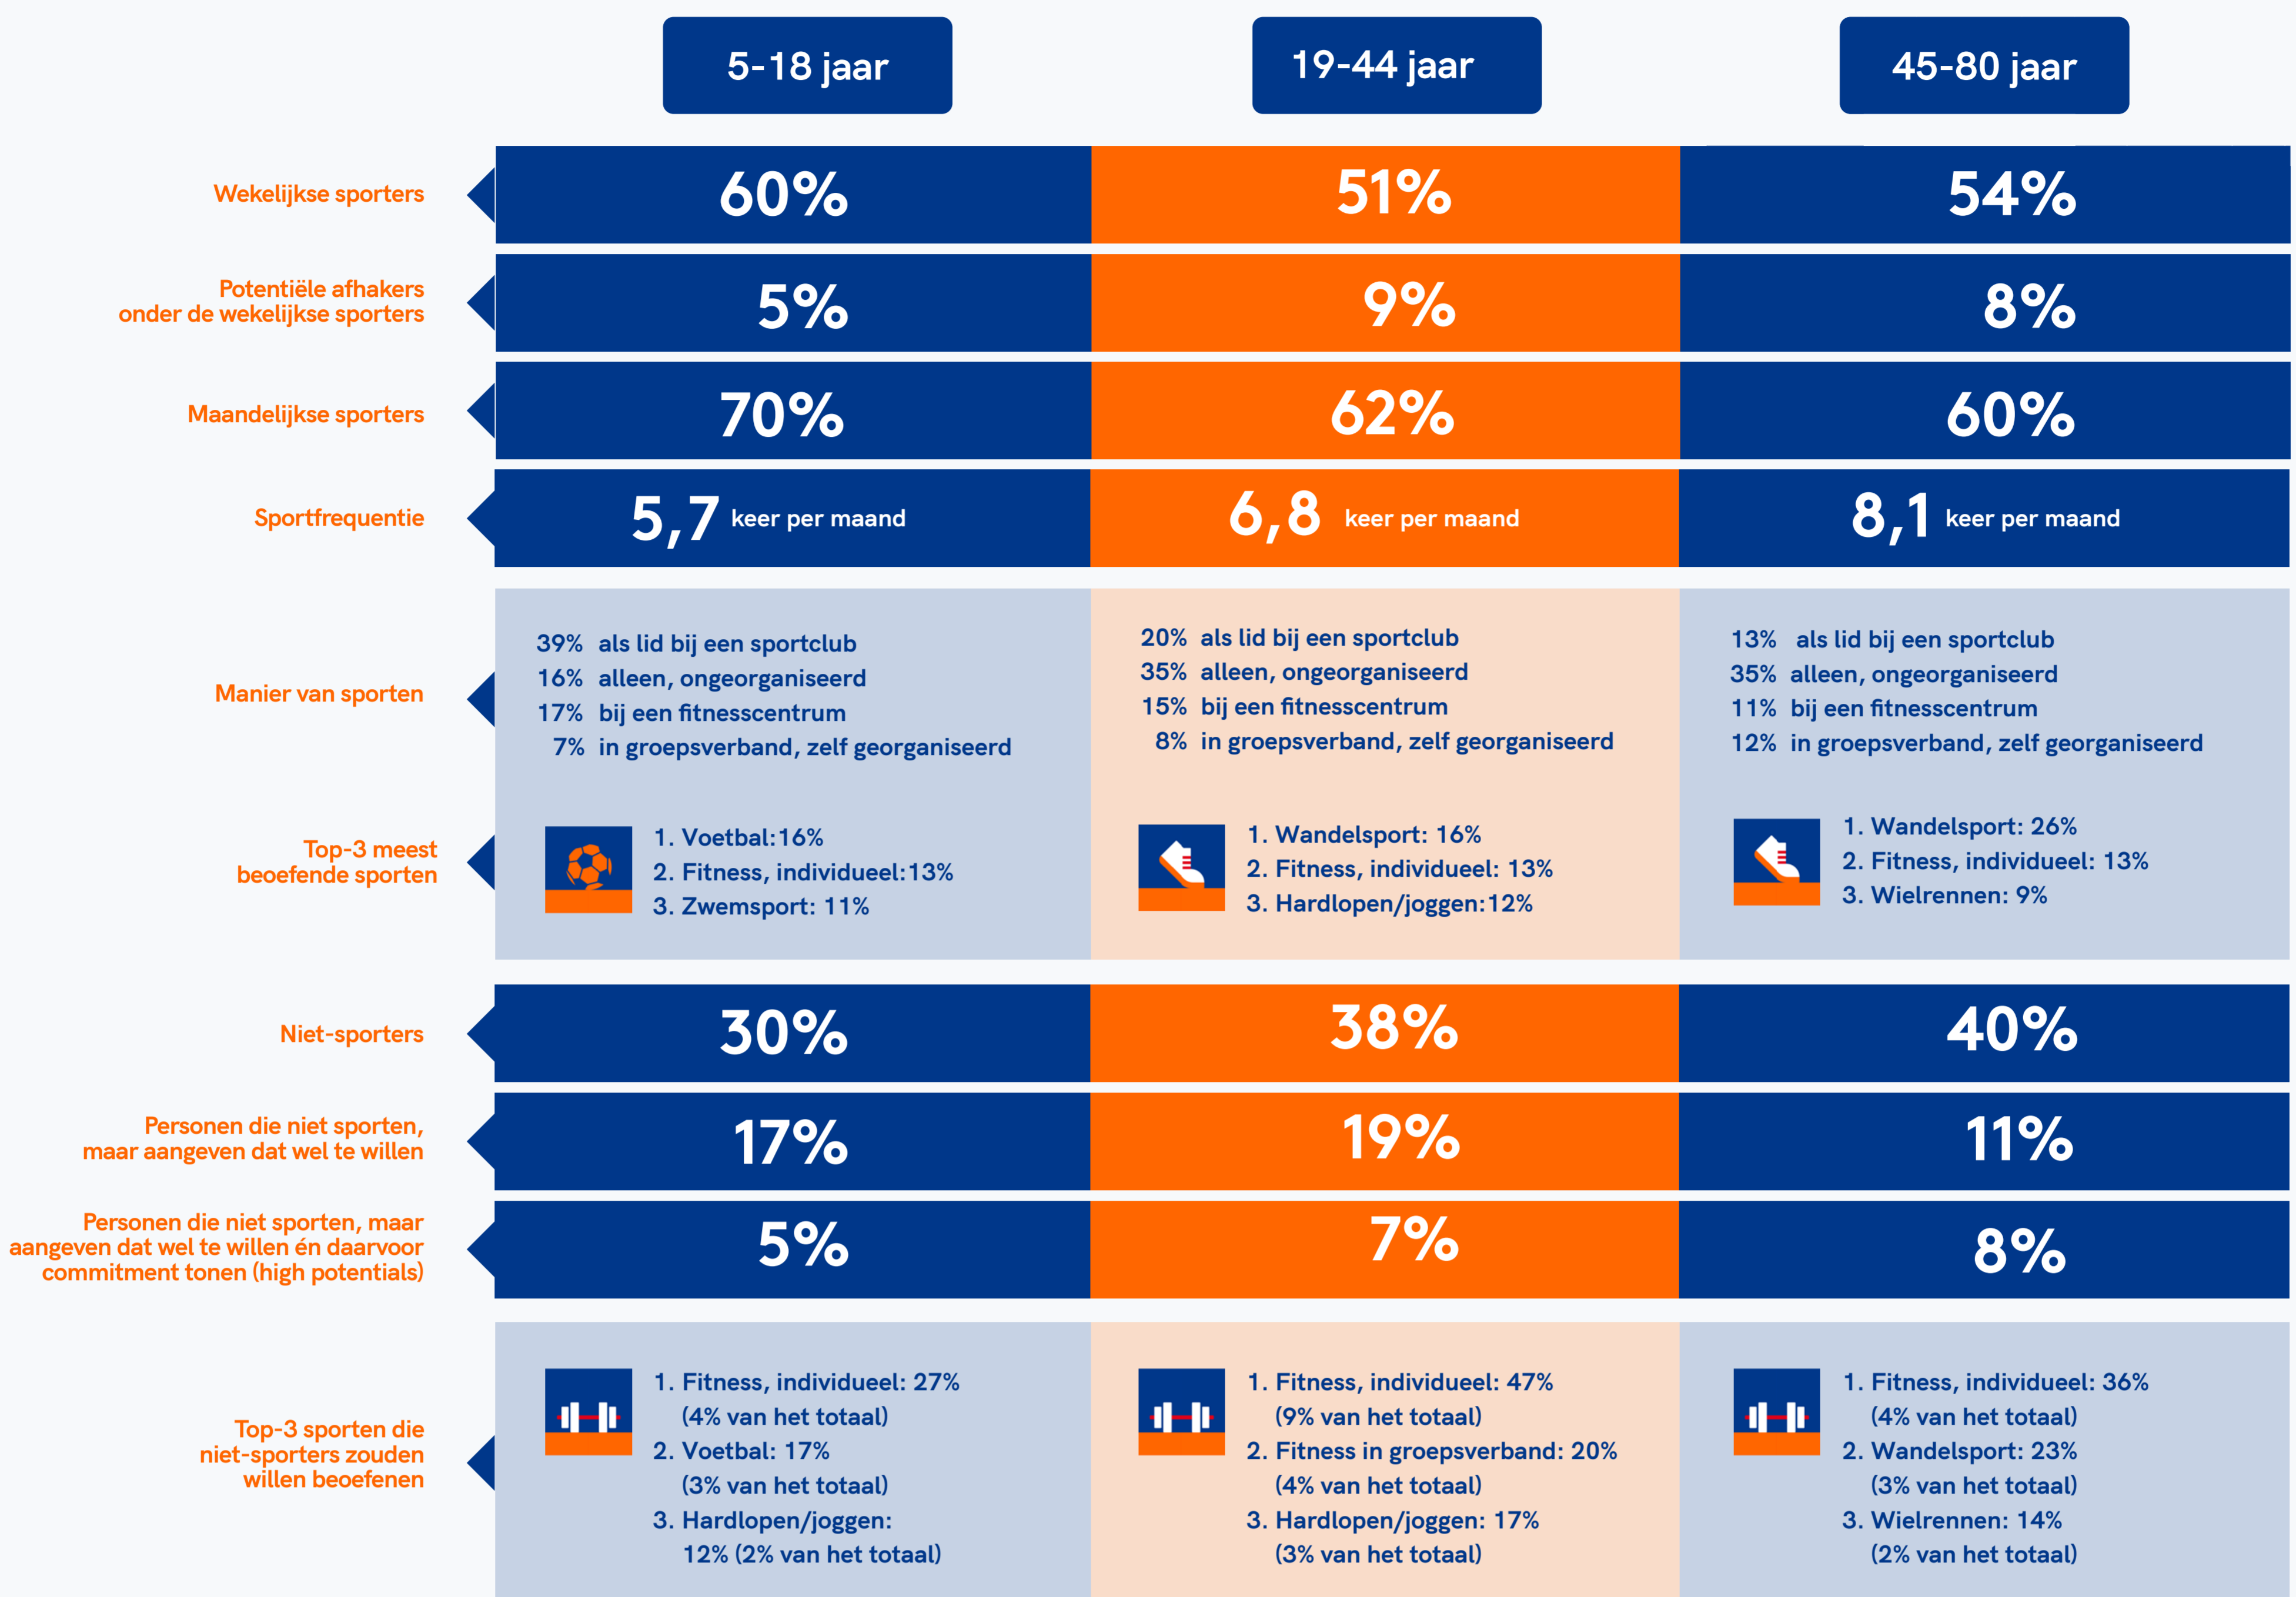 5-18 jaar
19-44 jaar
45-80 jaar
Wekelijkse sporters
60%
51%
54%
Potentiële afhakers
onder de wekelijkse sporters
5%
9%
8%
Maandelijkse sporters
70%
62%
60%
Sportfrequentie
5,7 keer per maand
6,8 keer per maand
8,1 keer per maand
Manier van sporten
39% als lid bij een sportclub
16% alleen, ongeorganiseerd
17% bij een fitnesscentrum
7% in groepsverband, zelf georganiseerd
20% als lid bij een sportclub
35% alleen, ongeorganiseerd
15% bij een fitnesscentrum
8% in groepsverband, zelf georganiseerd
13% als lid bij een sportclub
35% alleen, ongeorganiseerd
11% bij een fitnesscentrum
12% in groepsverband, zelf georganiseerd
Top-3 meest
beoefende sporten
1. Voetbal:16%
2. Fitness, individueel:13%
3. Zwemsport: 11%
1. Wandelsport: 16%
2. Fitness, individueel: 13%
3. Hardlopen/joggen:12%
1. Wandelsport: 26%
2. Fitness, individueel: 13%
3. Wielrennen: 9%
Niet-sporters
30%
38%
40%
Personen die niet sporten,
maar aangeven dat wel te willen
17%
19%
11%
Personen die niet sporten, maar
aangeven dat wel te willen én daarvoor
commitment tonen (high potentials)
5%
7%
8%
Top-3 sporten die
niet-sporters zouden
willen beoefenen
1. Fitness, individueel: 27%
(4% van het totaal)
2. Voetbal: 17%
(3% van het totaal)
3. Hardlopen/joggen:
12% (2% van het totaal)
1. Fitness, individueel: 47%
(9% van het totaal)
2. Fitness in groepsverband: 20%
(4% van het totaal)
3. Hardlopen/joggen: 17%
(3% van het totaal)
1. Fitness, individueel: 36%
(4% van het totaal)
2. Wandelsport: 23%
(3% van het totaal)
3. Wielrennen: 14%
(2% van het totaal)